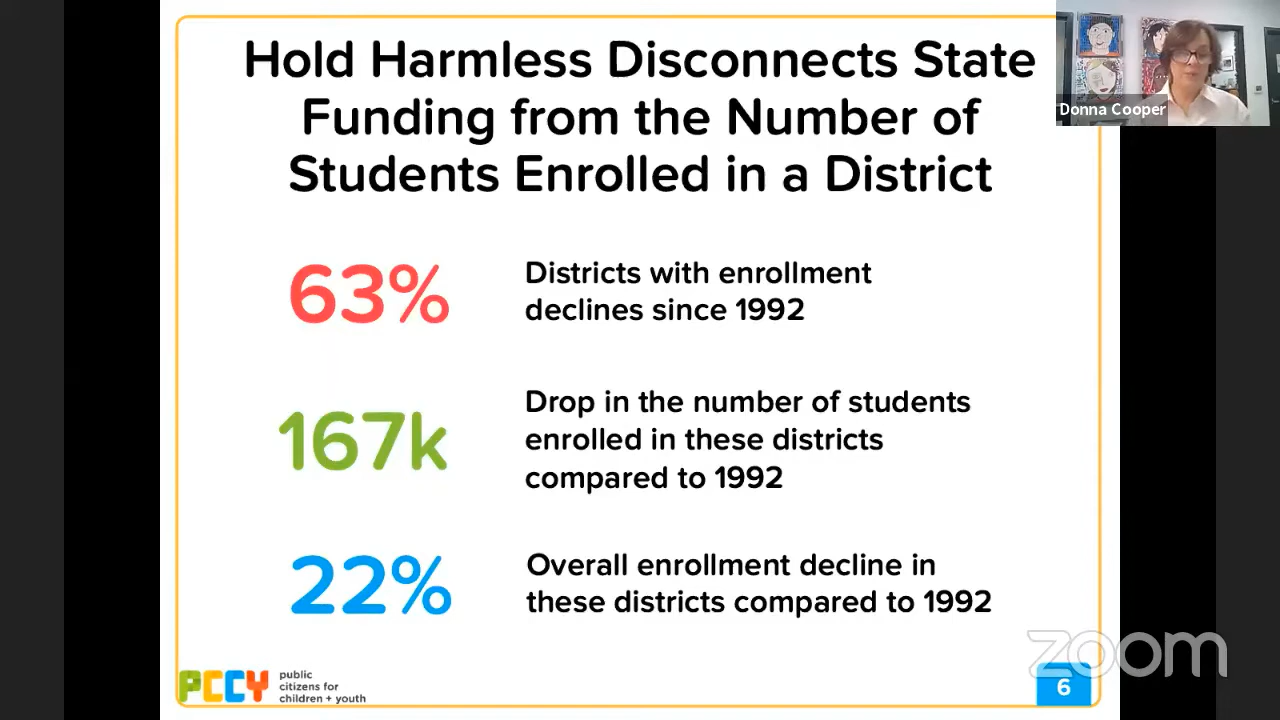 Hold Harmless Disconnects State
Funding from the Number of
Students Enrolled in a District
Donna Cooper
63%
Districts with enrollment
declines since 1992
167k
Drop in the number of students
enrolled in these districts
compared to 1992
22%
Overall enrollment decline in
these districts compared to 1992
zoom
PCCY
public
citizens for
children + youth
6